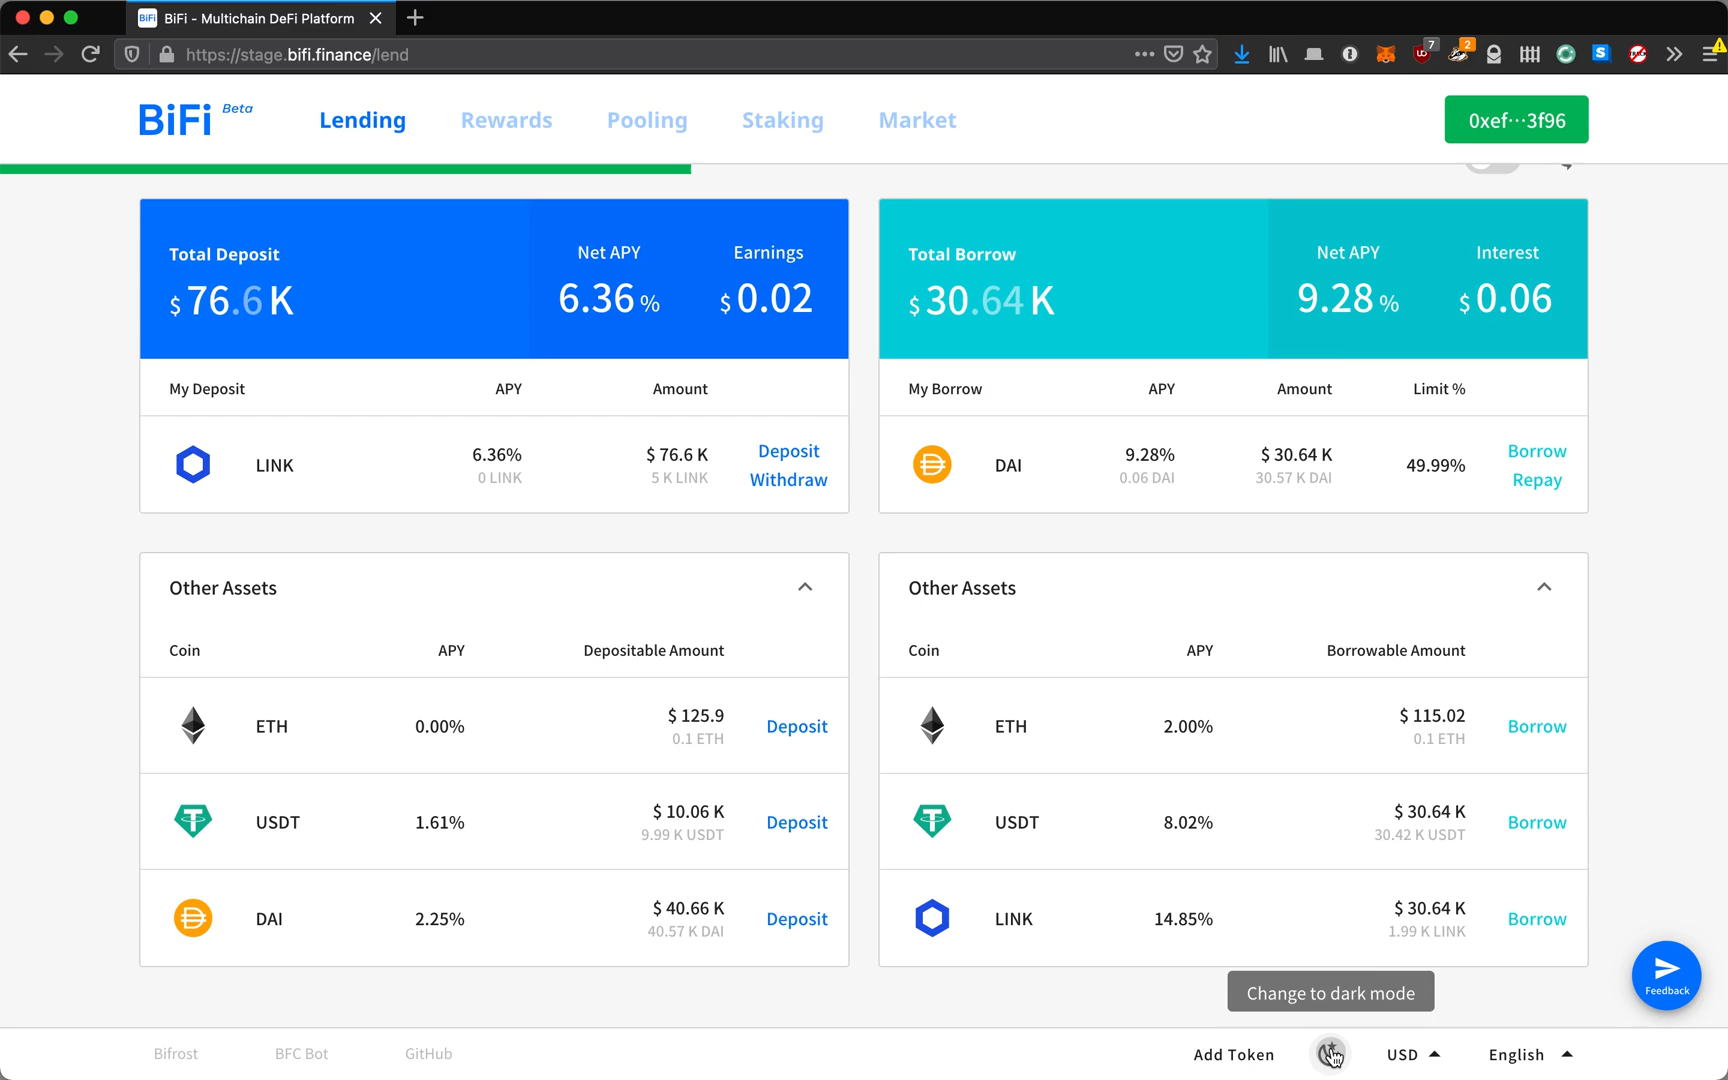 BiFi - Multichain DeFi Platform
https://stage.bifi.finance/lend
7
2
BiFi Beta
Lending
Rewards
Pooling
Staking
Market
0xef···3f96
Total Deposit
$ 76.6 K
Net APY
6.36 %
Earnings
$ 0.02
My Deposit
APY
Amount
LINK
6.36%
0 LINK
$ 76.6 K
5 K LINK
Deposit
Withdraw
Total Borrow
$ 30.64 K
Net APY
9.28 %
Interest
$ 0.06
My Borrow
APY
Amount
Limit %
DAI
9.28%
0.06 DAI
$ 30.64 K
30.57 K DAI
49.99%
Borrow
Repay
Other Assets
Coin
APY
Depositable Amount
ETH
0.00%
$ 125.9
0.1 ETH
Deposit
USDT
1.61%
$ 10.06 K
9.99 K USDT
Deposit
DAI
2.25%
$ 40.66 K
40.57 K DAI
Deposit
Other Assets
Coin
APY
Borrowable Amount
ETH
2.00%
$ 115.02
0.1 ETH
Borrow
USDT
8.02%
$ 30.64 K
30.42 K USDT
Borrow
LINK
14.85%
$ 30.64 K
1.99 K LINK
Borrow
Change to dark mode
Feedback
Bifrost
BFC Bot
GitHub
Add Token
USD
English